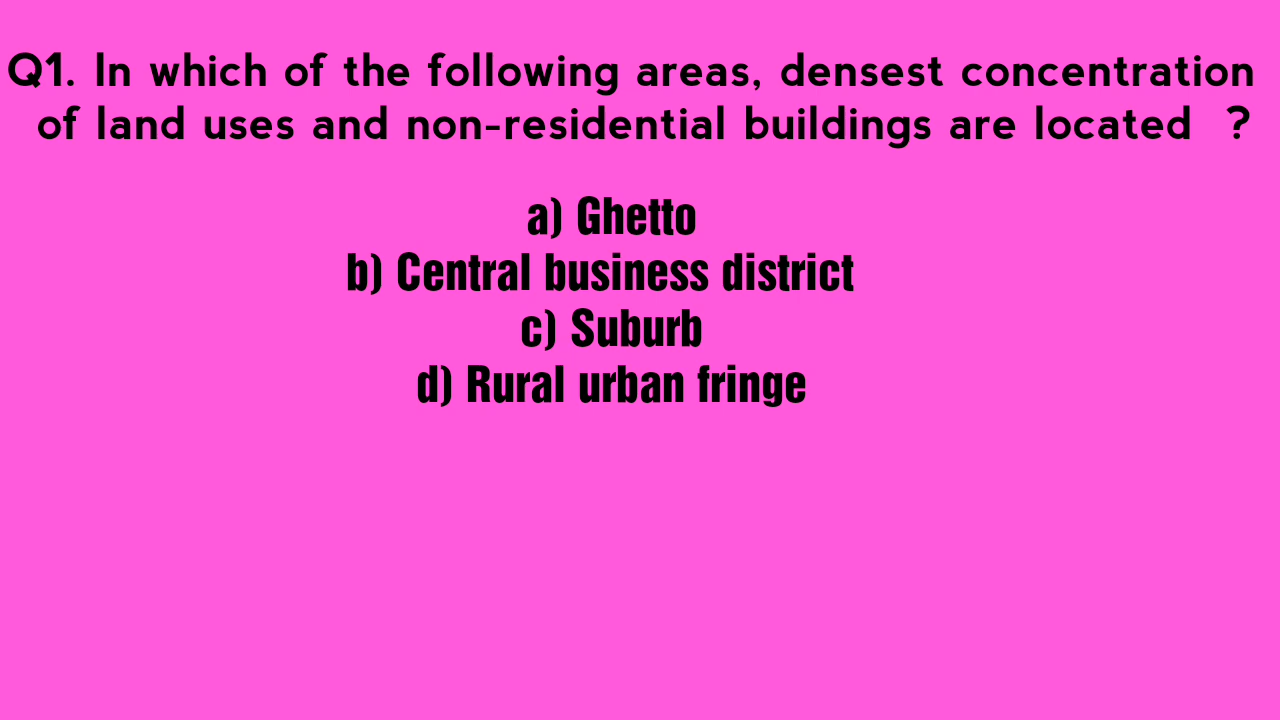 Q1. In which of the following areas, densest concentration
of land uses and non-residential buildings are located ?
a) Ghetto
b) Central business district
c) Suburb
d) Rural urban fringe